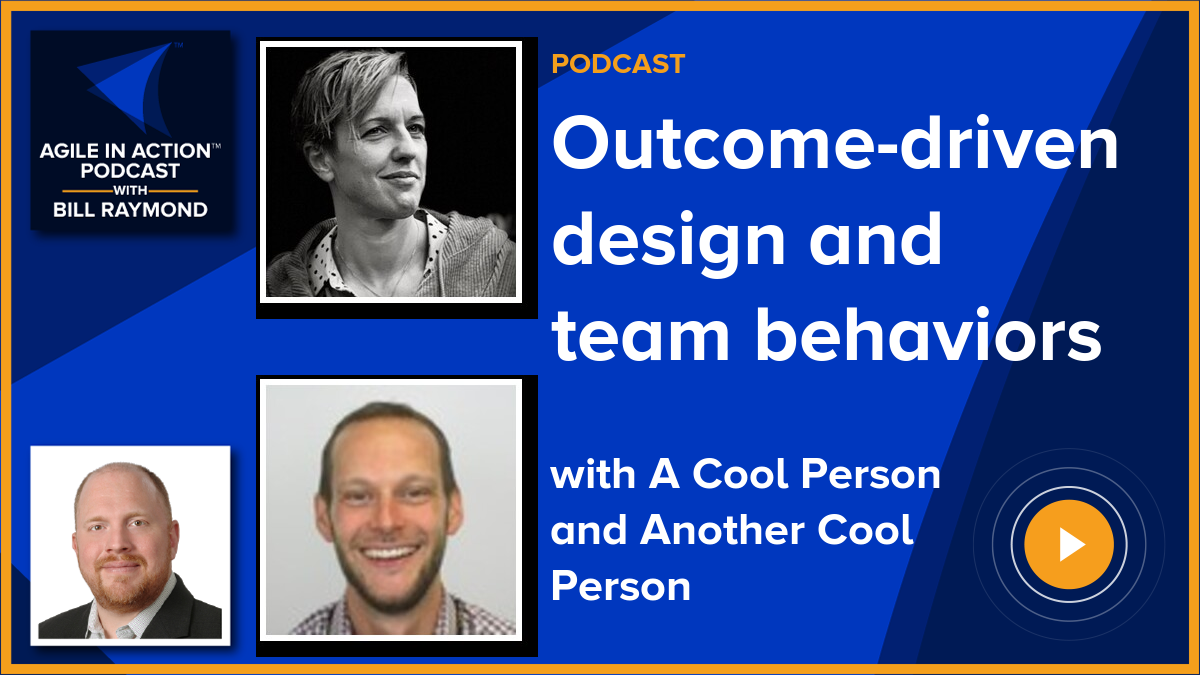 AGILE IN ACTION™
PODCAST
WITH
BILL RAYMOND
PODCAST
Outcome-driven
design and
team behaviors
with A Cool Person
and Another Cool
Person